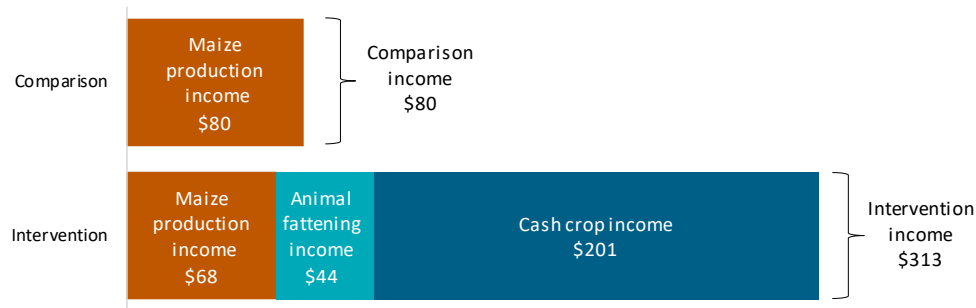 Comparison
Maize
production
income
$80
Comparison
income
$80
Intervention
Maize
production
income
$68
Animal
fattening
income
$44
Cash crop income
$201
Intervention
income
$313